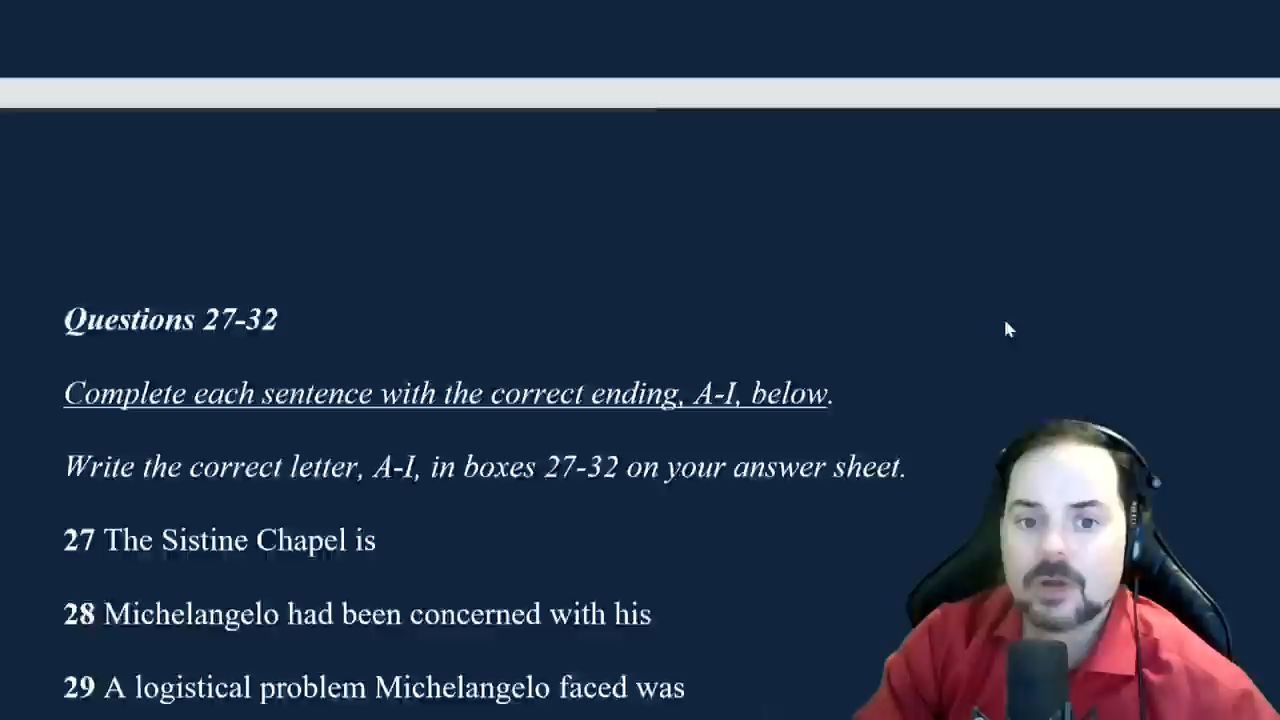 Questions 27-32
Complete each sentence with the correct ending, A-I, below.
Write the correct letter, A-I, in boxes 27-32 on your answer sheet.
27 The Sistine Chapel is
28 Michelangelo had been concerned with his
29 A logistical problem Michelangelo faced was